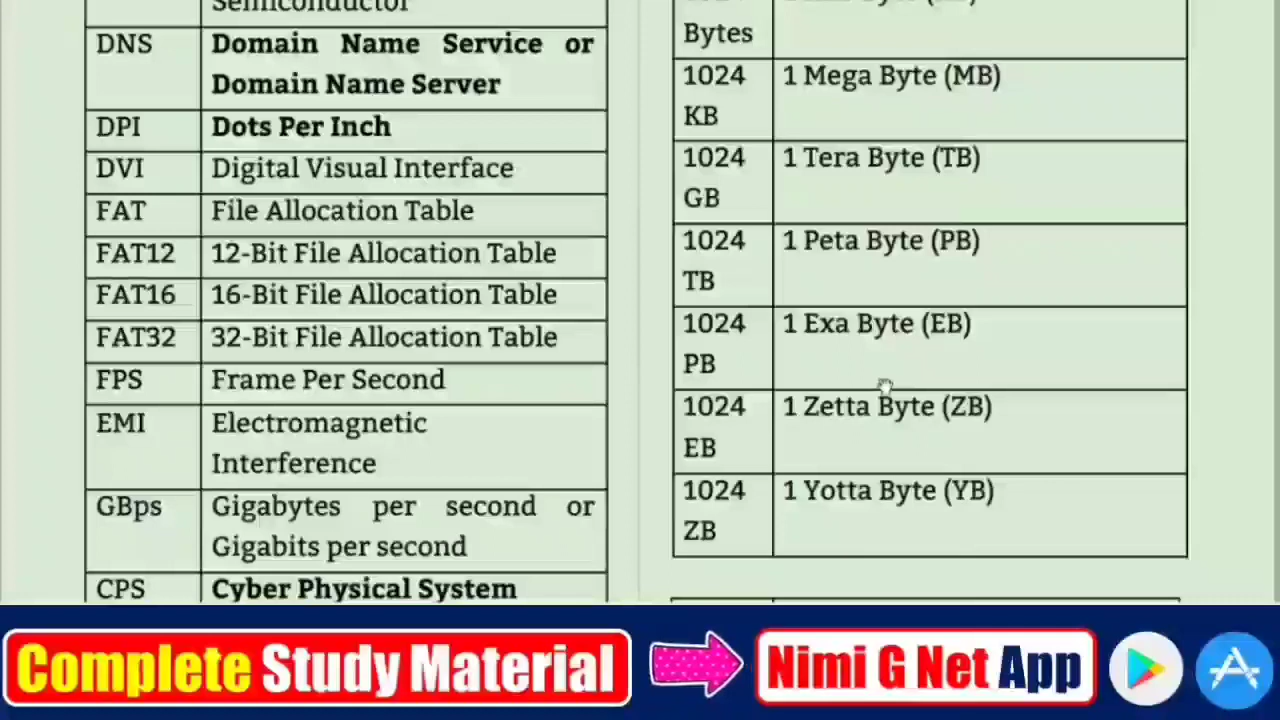 Semiconductor
DNS Domain Name Service or
Domain Name Server
DPI Dots Per Inch
DVI Digital Visual Interface
FAT File Allocation Table
FAT12 12-Bit File Allocation Table
FAT16 16-Bit File Allocation Table
FAT32 32-Bit File Allocation Table
FPS Frame Per Second
EMI Electromagnetic
Interference
GBps Gigabytes per second or
Gigabits per second
CPS Cyber Physical System
Bytes
1024 1 Mega Byte (MB)
KB
1024 1 Tera Byte (TB)
GB
1024 1 Peta Byte (PB)
TB
1024 1 Exa Byte (EB)
PB
1024 1 Zetta Byte (ZB)
EB
1024 1 Yotta Byte (YB)
ZB
Complete Study Material Nimi G Net App